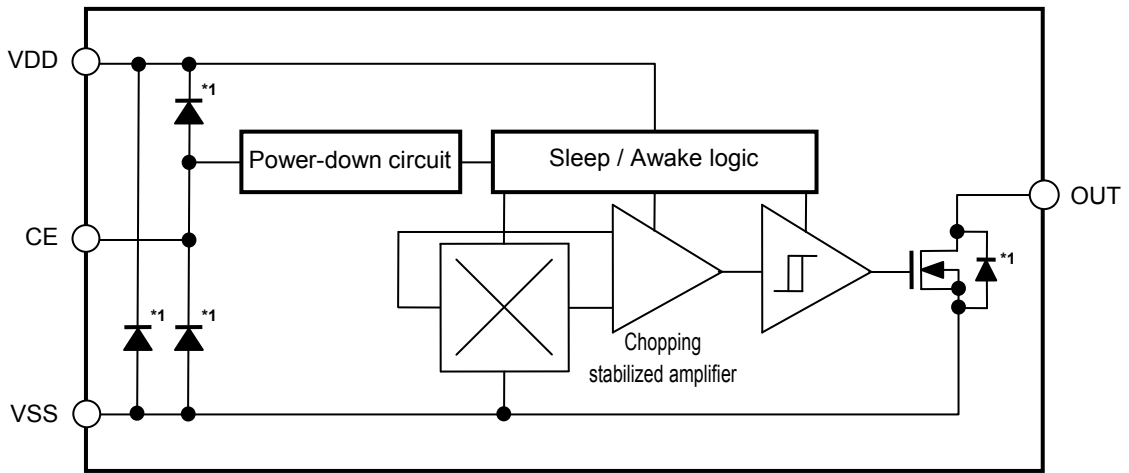 VDD
*1
Power-down circuit
Sleep / Awake logic
OUT
CE
*1
*1
*1
Chopping
stabilized amplifier
VSS